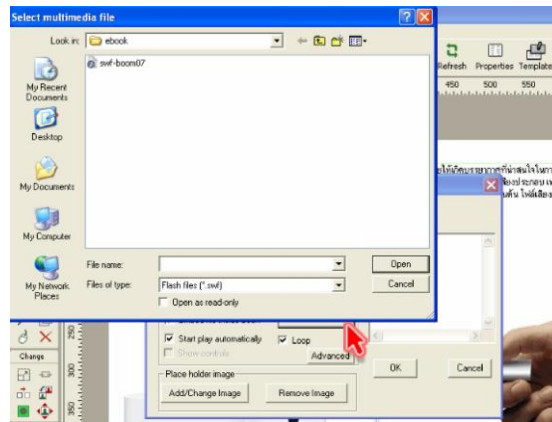 Select multimedia file
Look in: ebook
swf-boom07
My Recent Documents
Desktop
My Documents
My Computer
My Network Places
File name:
Open
Files of type: Flash files (*.swf)
Cancel
Open as read-only
Refresh Properties Template
450 500 550
Start play automatically
Loop
Show controls
Advanced
Place holder image
Add/Change Image
Remove Image
OK
Cancel
Change
250
300
350